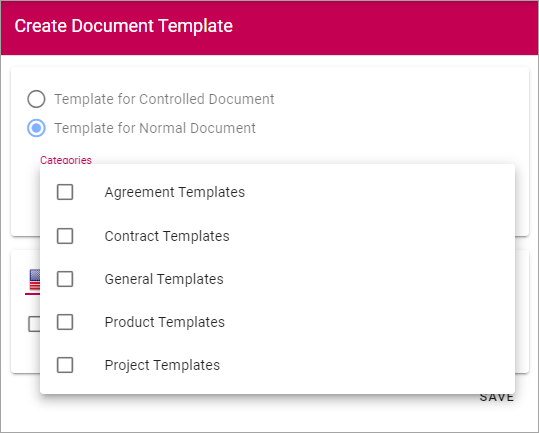 Create Document Template
Template for Controlled Document
Template for Normal Document
Categories
Agreement Templates
Contract Templates
General Templates
Product Templates
Project Templates
SAVE